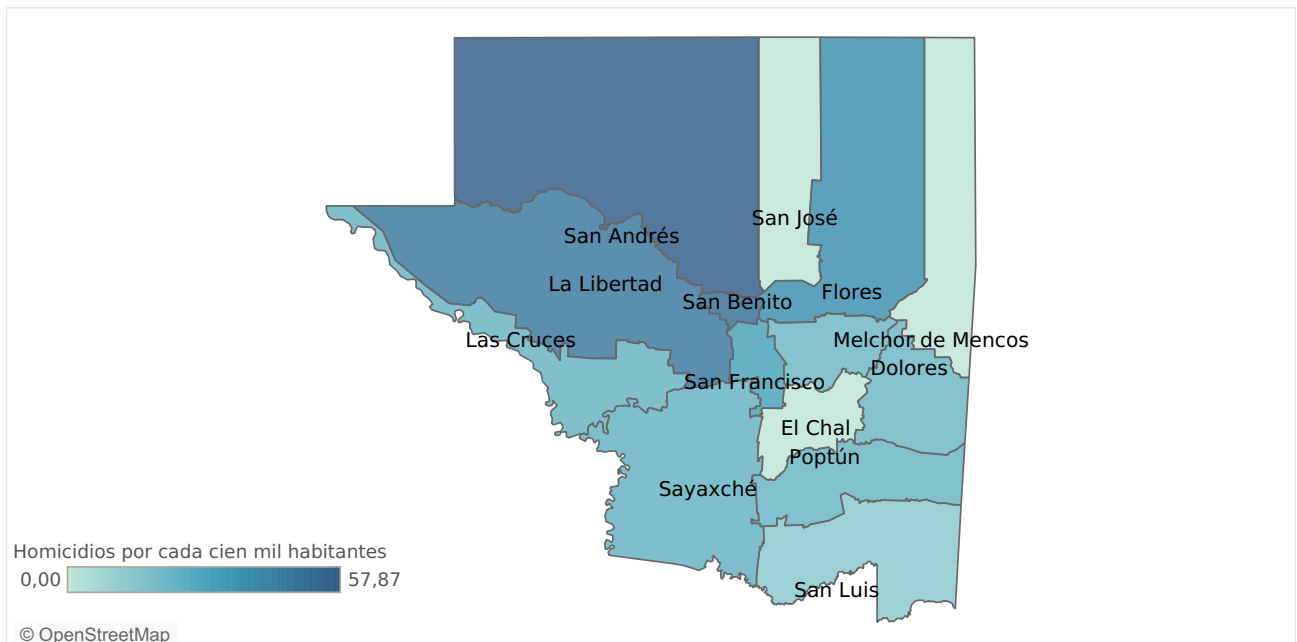 San José
San Andrés
La Libertad
Flores
San Benito
Las Cruces
Melchor de Mencos
Dolores
San Francisco
El Chal
Poptún
Sayaxché
San Luis
Homicidios por cada cien mil habitantes
0,00 57,87
© OpenStreetMap